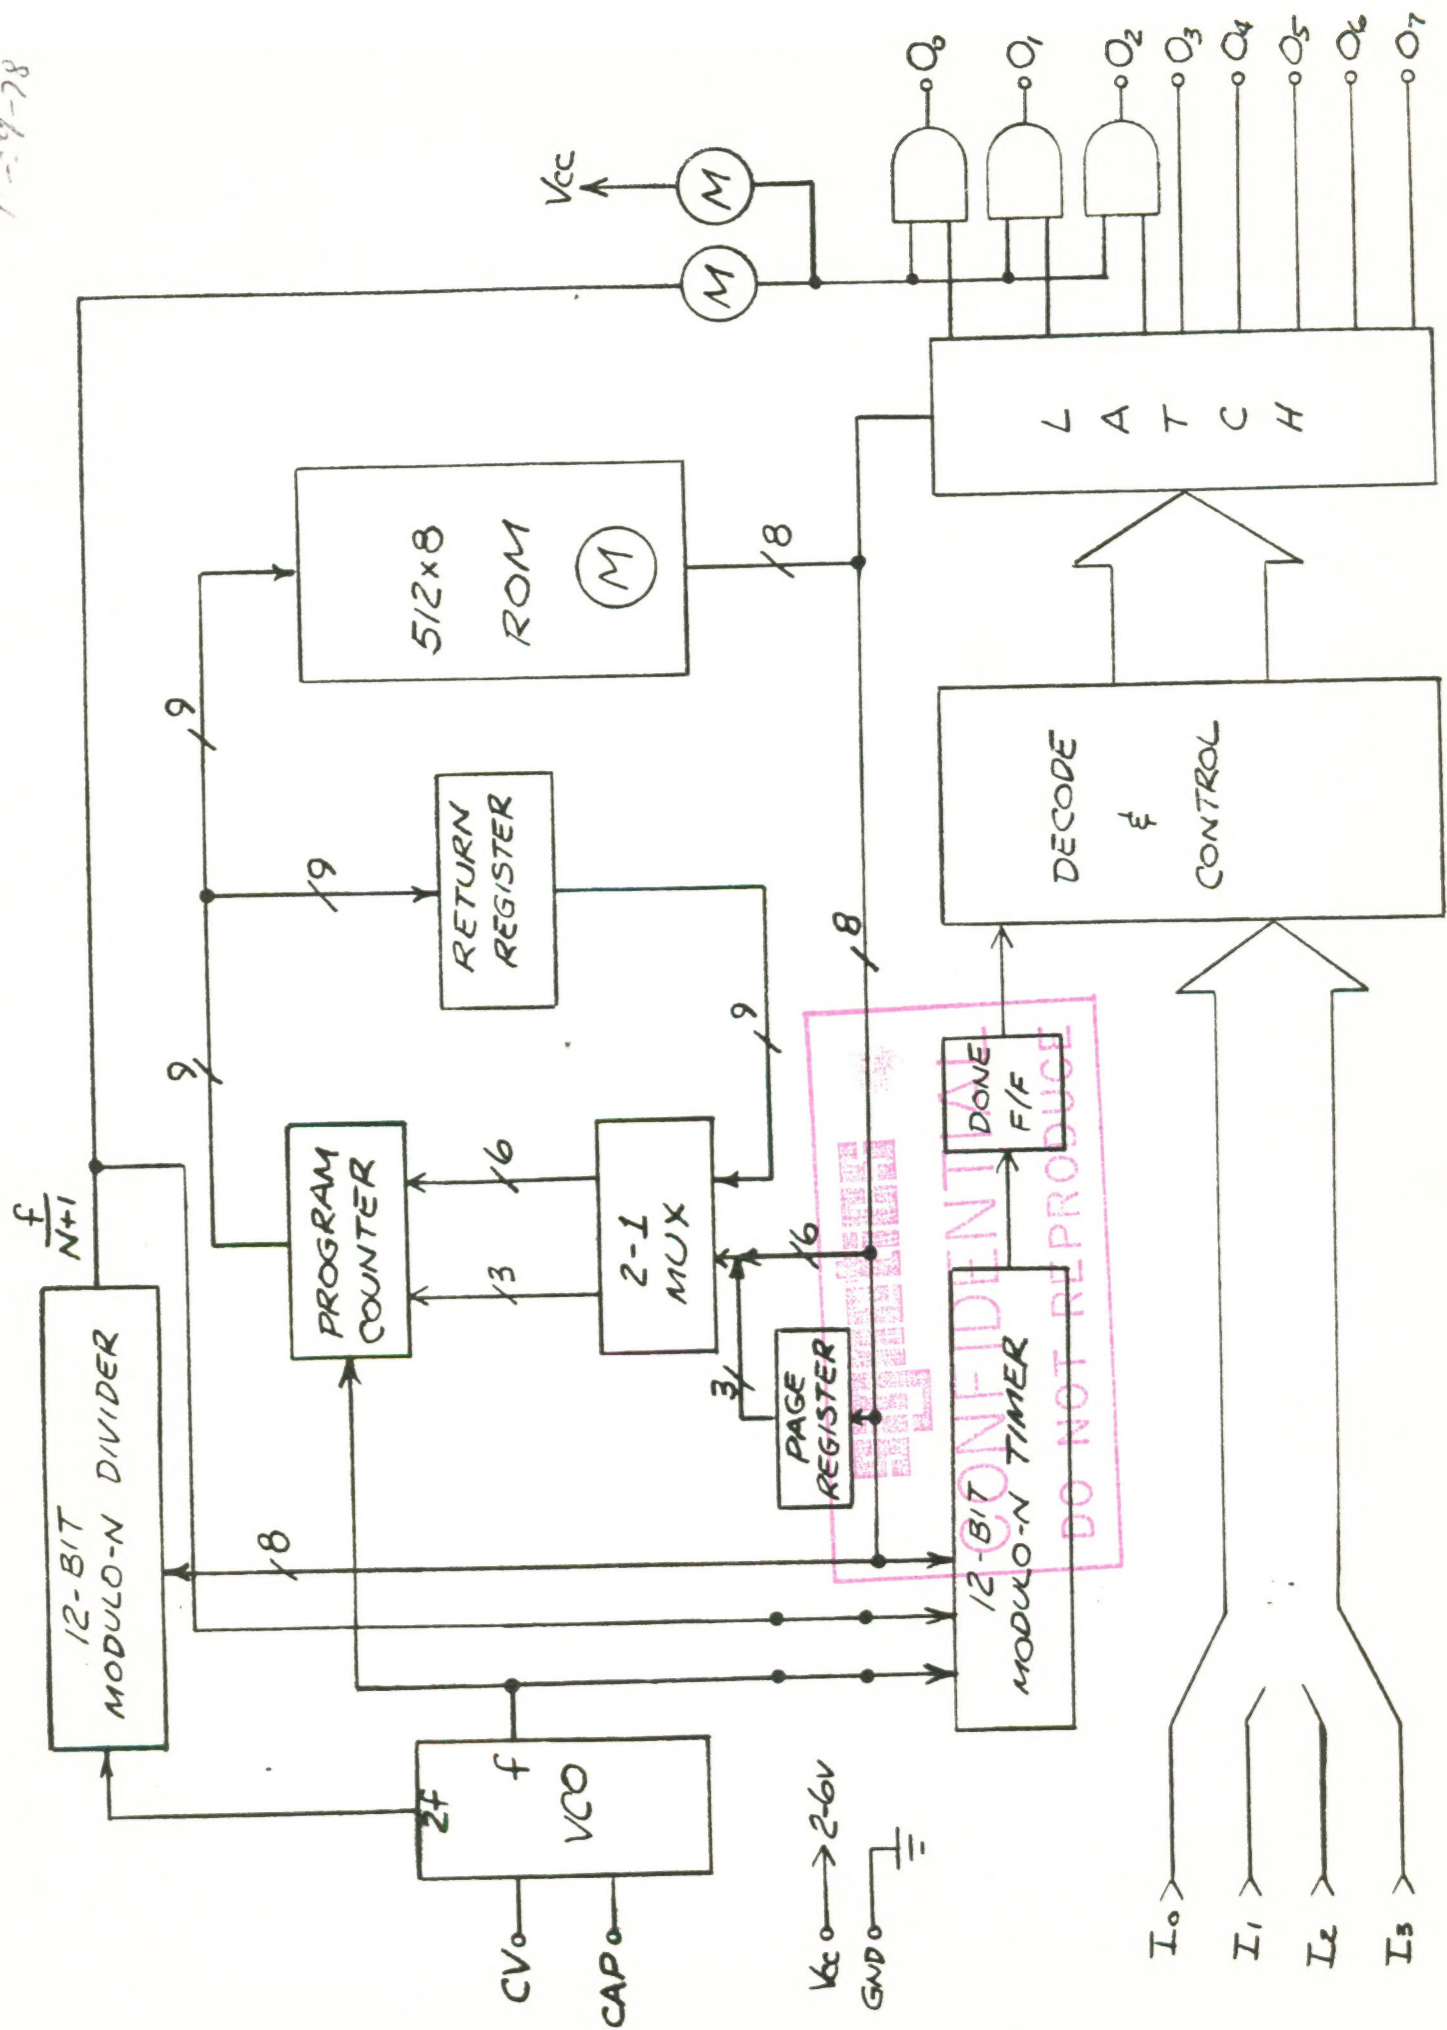 12-BIT
MODULO-N DIVIDER
f
N+1
2f
f
VCO
CV
CAP
Vcc
2-6V
GND
PROGRAM
COUNTER
9
9
9
RETURN
REGISTER
9
512x8
ROM
M
8
3
6
2-1
MUX
3
6
PAGE
REGISTER
8
8
M
M
Vcc
12-BIT
MODULO-N TIMER
DONE
F/F
DECODE
&
CONTROL
LATCH
I0
I1
I2
I3
O0
O1
O2
O3
O4
O5
O6
O7
CONFIDENTIAL
DO NOT REPRODUCE